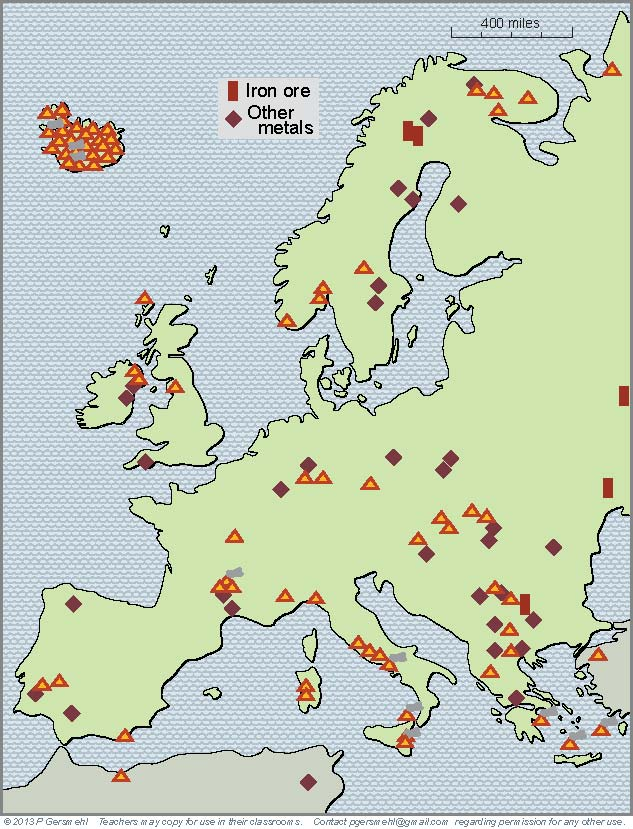 400 miles
Iron ore
Other
metals
© 2013 P Gersmehl Teachers may copy for use in their classrooms. Contact pgersmehl@gmail.com regarding permission for any other use.